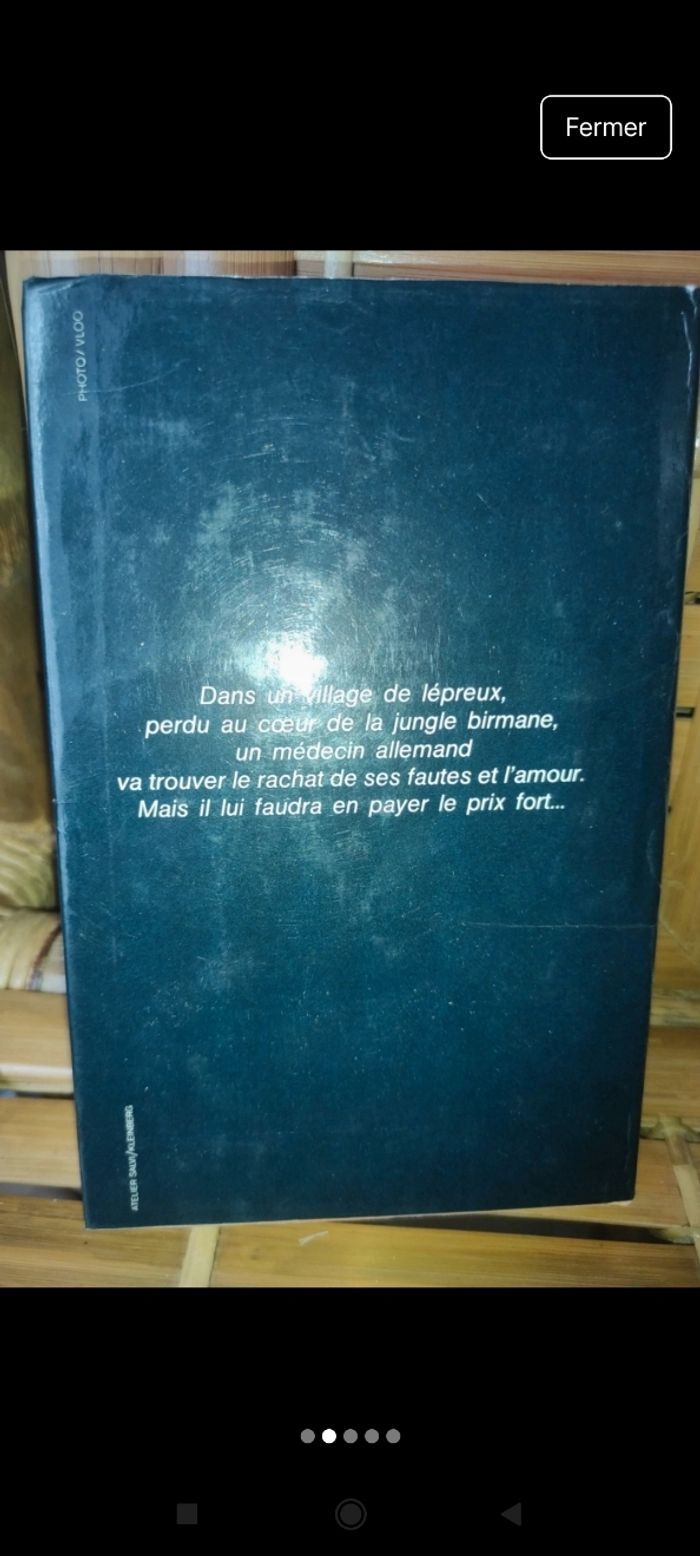 Fermer
PHOTO / VLOO
Dans un village de lépreux,
perdu au cœur de la jungle birmane,
un médecin allemand
va trouver le rachat de ses fautes et l'amour.
Mais il lui faudra en payer le prix fort...
ATELIER SALVI/KLEINBERG